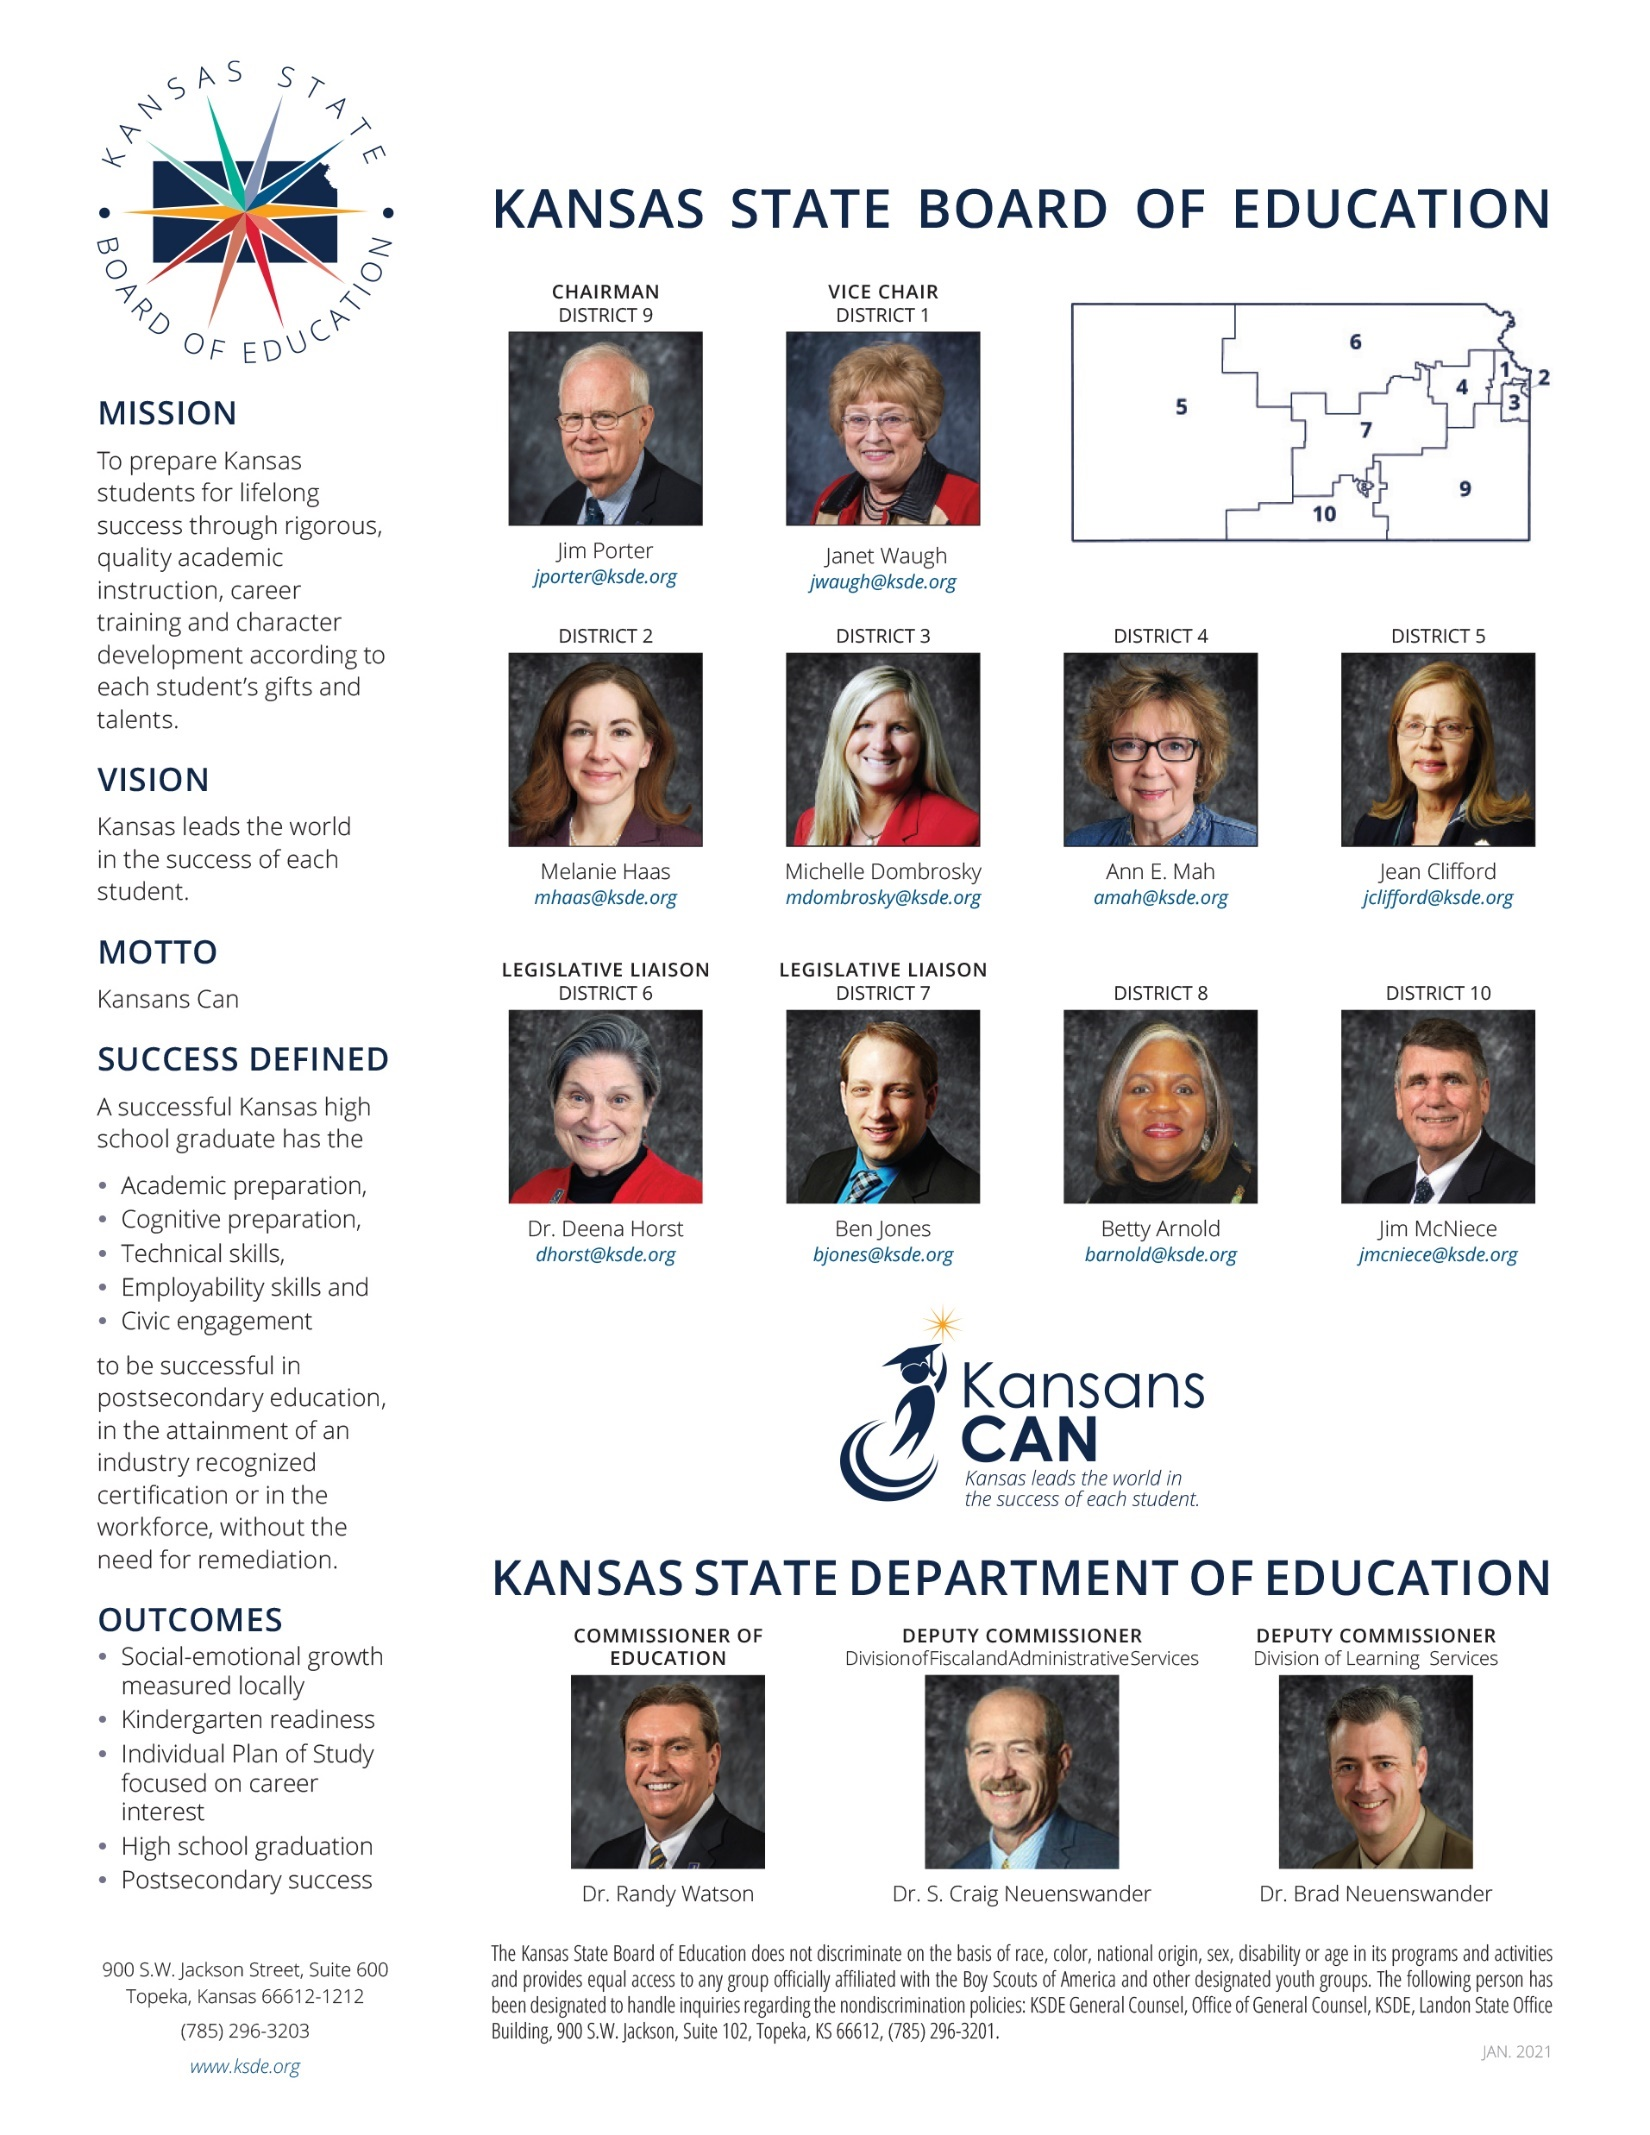 KANSAS STATE
BOARD OF EDUCATION
MISSION
To prepare Kansas
students for lifelong
success through rigorous,
quality academic
instruction, career
training and character
development according to
each student’s gifts and
talents.
VISION
Kansas leads the world
in the success of each
student.
MOTTO
Kansans Can
SUCCESS DEFINED
A successful Kansas high
school graduate has the
• Academic preparation,
• Cognitive preparation,
• Technical skills,
• Employability skills and
• Civic engagement
to be successful in
postsecondary education,
in the attainment of an
industry recognized
certification or in the
workforce, without the
need for remediation.
OUTCOMES
• Social-emotional growth
measured locally
• Kindergarten readiness
• Individual Plan of Study
focused on career
interest
• High school graduation
• Postsecondary success
900 S.W. Jackson Street, Suite 600
Topeka, Kansas 66612-1212
(785) 296-3203
www.ksde.org
KANSAS STATE BOARD OF EDUCATION
CHAIRMAN
DISTRICT 9
Jim Porter
jporter@ksde.org
VICE CHAIR
DISTRICT 1
Janet Waugh
jwaugh@ksde.org
6
1
2
4
3
5
7
8
9
10
DISTRICT 2
Melanie Haas
mhaas@ksde.org
DISTRICT 3
Michelle Dombrosky
mdombrosky@ksde.org
DISTRICT 4
Ann E. Mah
amah@ksde.org
DISTRICT 5
Jean Clifford
jclifford@ksde.org
LEGISLATIVE LIAISON
DISTRICT 6
Dr. Deena Horst
dhorst@ksde.org
LEGISLATIVE LIAISON
DISTRICT 7
Ben Jones
bjones@ksde.org
DISTRICT 8
Betty Arnold
barnold@ksde.org
DISTRICT 10
Jim McNiece
jmcniece@ksde.org
Kansans
CAN
Kansas leads the world in
the success of each student.
KANSAS STATE DEPARTMENT OF EDUCATION
COMMISSIONER OF
EDUCATION
Dr. Randy Watson
DEPUTY COMMISSIONER
Division of Fiscal and Administrative Services
Dr. S. Craig Neuenswander
DEPUTY COMMISSIONER
Division of Learning Services
Dr. Brad Neuenswander
The Kansas State Board of Education does not discriminate on the basis of race, color, national origin, sex, disability or age in its programs and activities
and provides equal access to any group officially affiliated with the Boy Scouts of America and other designated youth groups. The following person has
been designated to handle inquiries regarding the nondiscrimination policies: KSDE General Counsel, Office of General Counsel, KSDE, Landon State Office
Building, 900 S.W. Jackson, Suite 102, Topeka, KS 66612, (785) 296-3201.
JAN. 2021